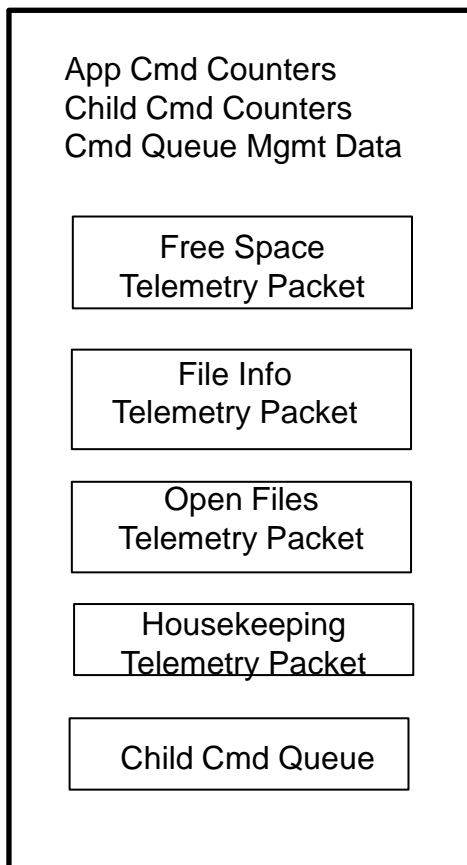 App Cmd Counters
Child Cmd Counters
Cmd Queue Mgmt Data
Free Space
Telemetry Packet
File Info
Telemetry Packet
Open Files
Telemetry Packet
Housekeeping
Telemetry Packet
Child Cmd Queue